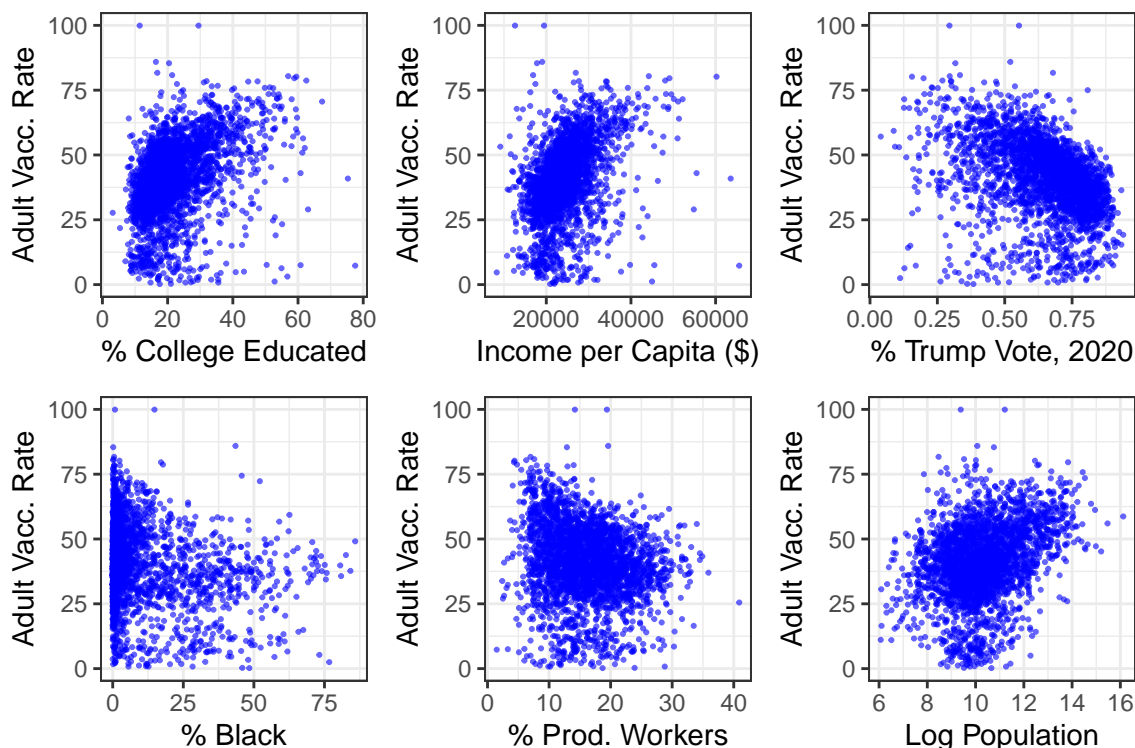 Adult Vacc. Rate
100
75
50
25
0
0 20 40 60 80
% College Educated
Adult Vacc. Rate
100
75
50
25
0
20000 40000 60000
Income per Capita ($)
Adult Vacc. Rate
100
75
50
25
0
0.00 0.25 0.50 0.75
% Trump Vote, 2020
Adult Vacc. Rate
100
75
50
25
0
0 25 50 75
% Black
Adult Vacc. Rate
100
75
50
25
0
0 10 20 30 40
% Prod. Workers
Adult Vacc. Rate
100
75
50
25
0
6 8 10 12 14 16
Log Population